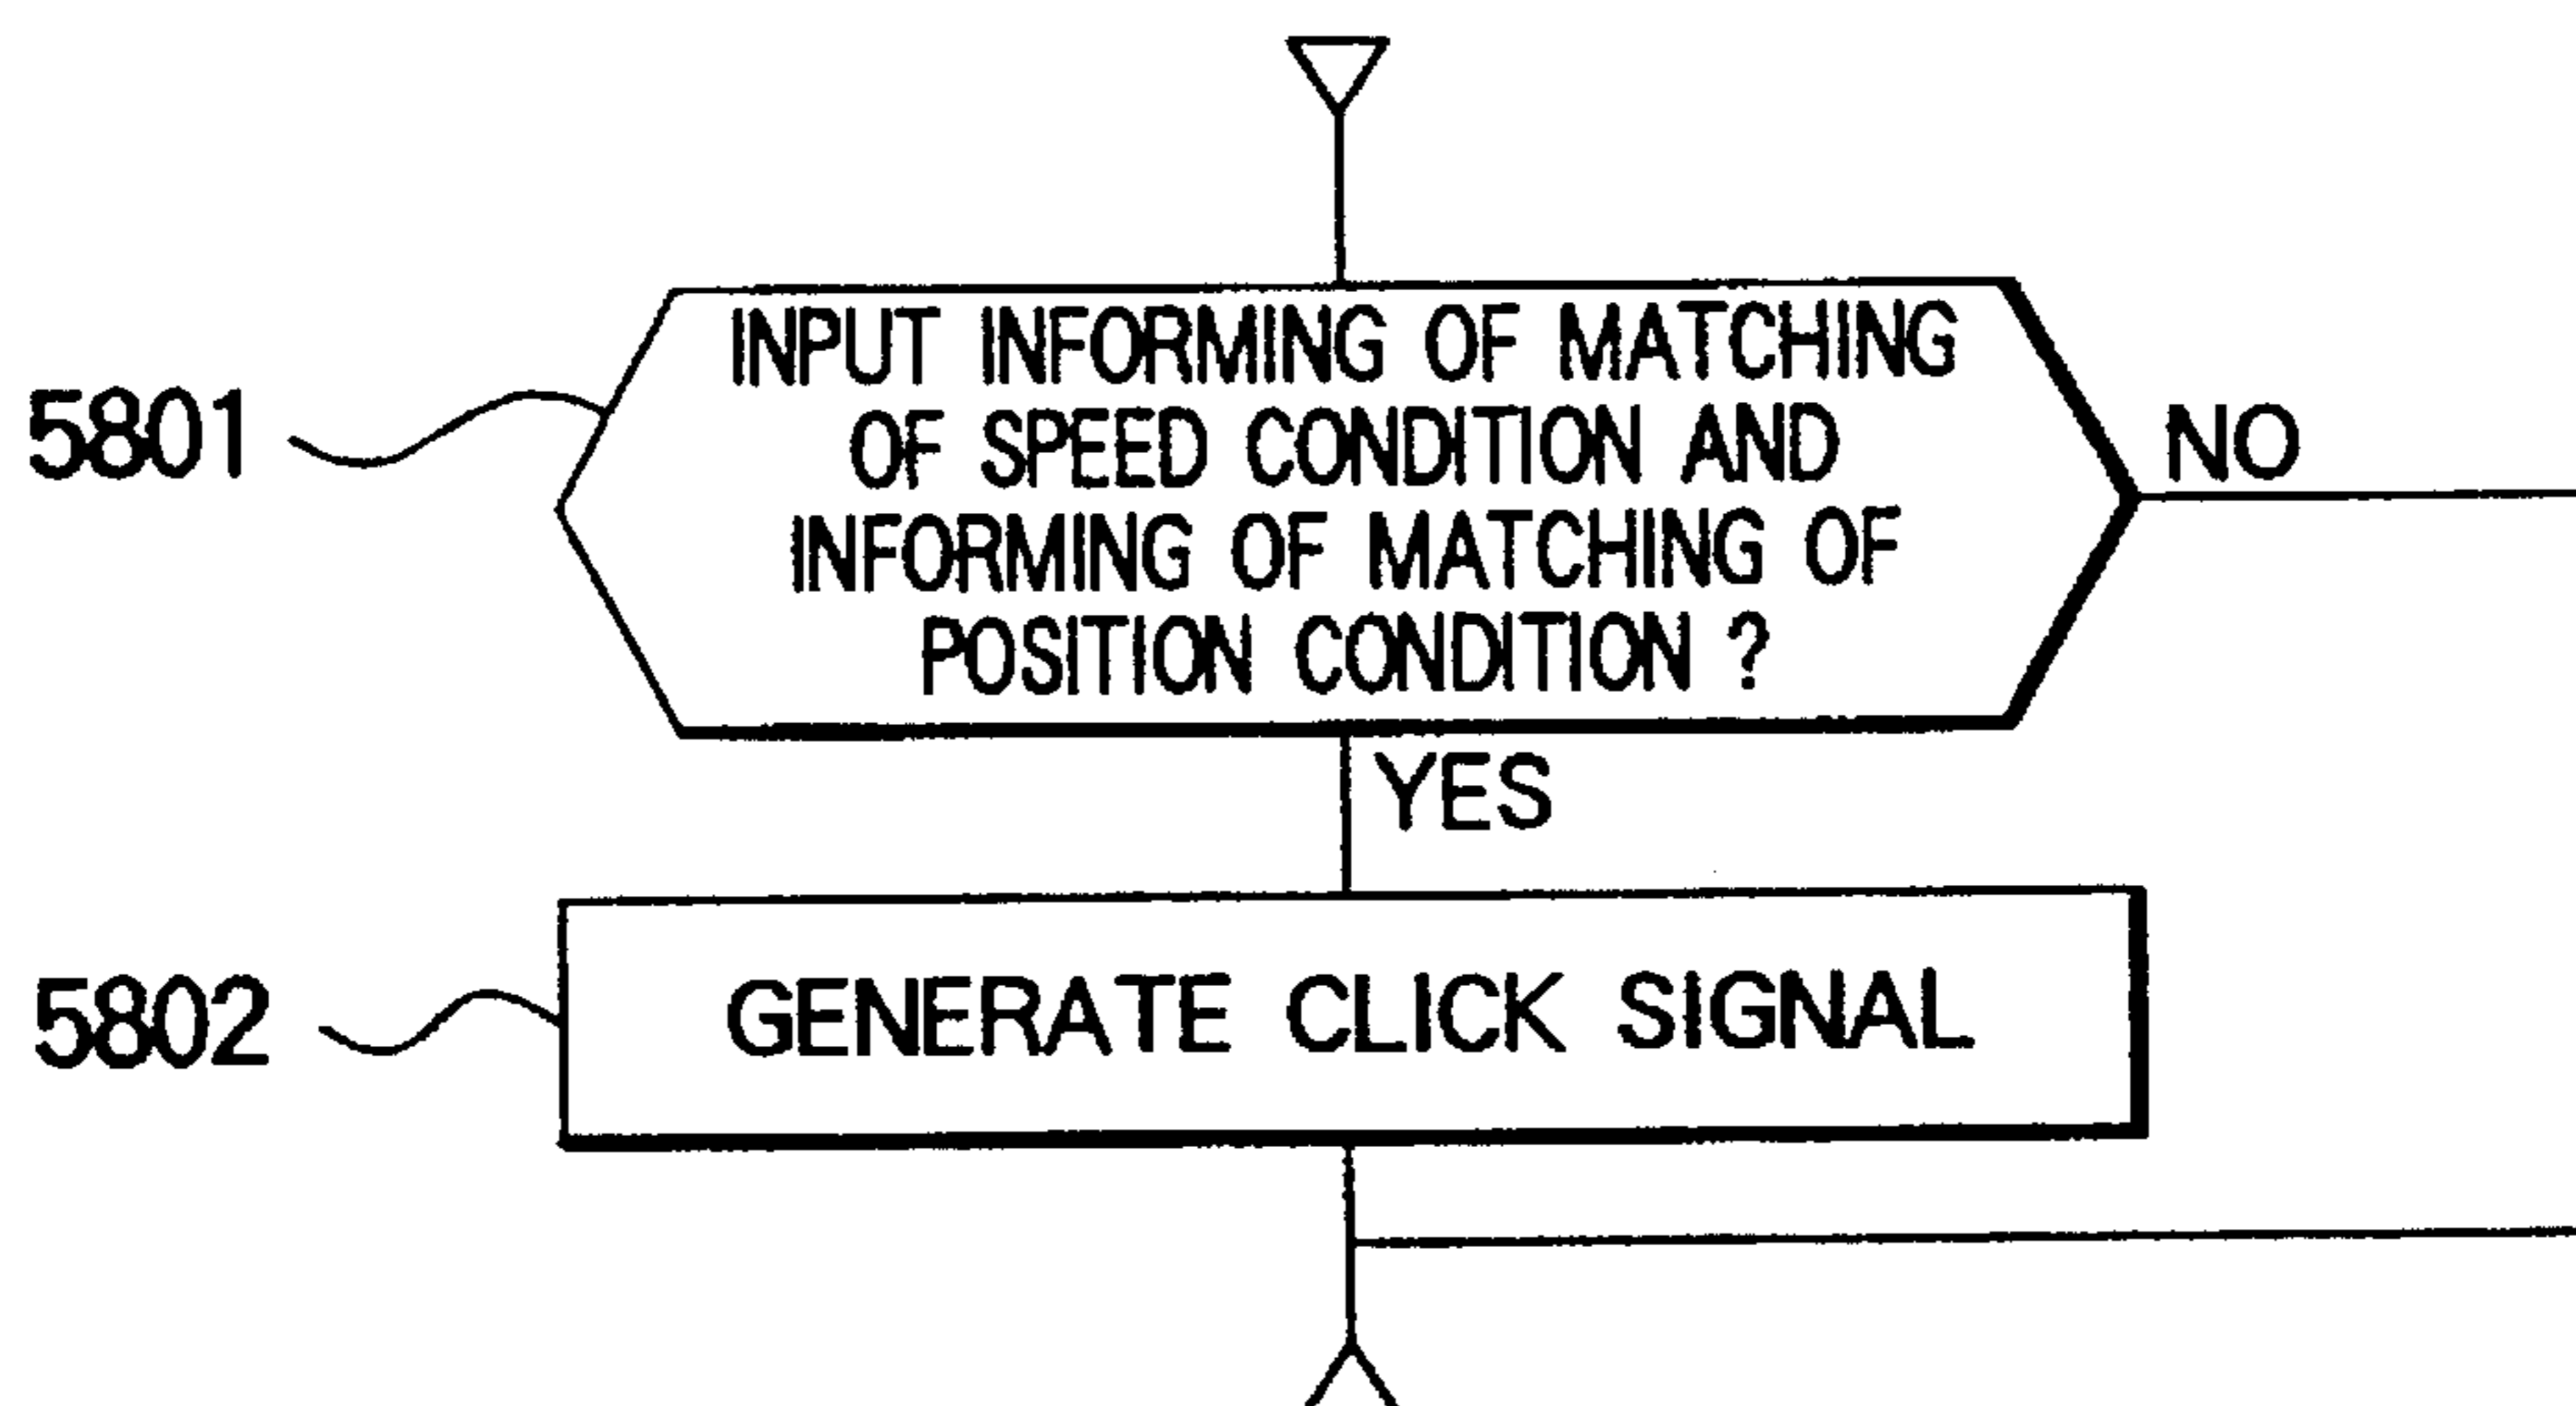 INPUT INFORMING OF MATCHING
OF SPEED CONDITION AND
INFORMING OF MATCHING OF
POSITION CONDITION ?
5801
NO
YES
GENERATE CLICK SIGNAL
5802